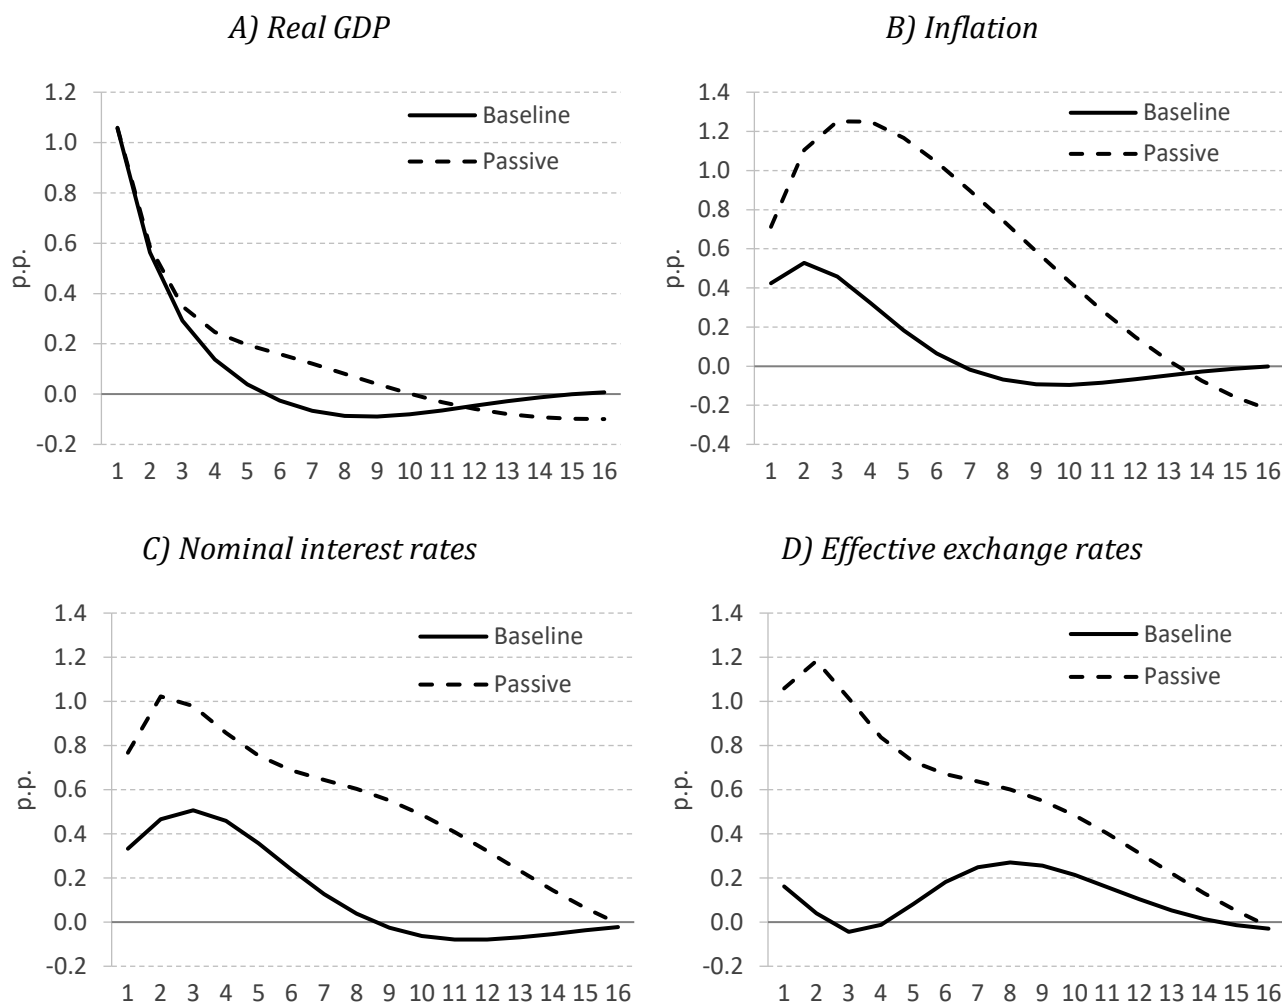 A) Real GDP
1.2
1.0
0.8
0.6
0.4
0.2
0.0
-0.2
p.p.
Baseline
Passive
1 2 3 4 5 6 7 8 9 10 11 12 13 14 15 16
B) Inflation
1.4
1.2
1.0
0.8
0.6
0.4
0.2
0.0
-0.2
-0.4
p.p.
Baseline
Passive
1 2 3 4 5 6 7 8 9 10 11 12 13 14 15 16
C) Nominal interest rates
1.4
1.2
1.0
0.8
0.6
0.4
0.2
0.0
-0.2
p.p.
Baseline
Passive
1 2 3 4 5 6 7 8 9 10 11 12 13 14 15 16
D) Effective exchange rates
1.4
1.2
1.0
0.8
0.6
0.4
0.2
0.0
-0.2
p.p.
Baseline
Passive
1 2 3 4 5 6 7 8 9 10 11 12 13 14 15 16